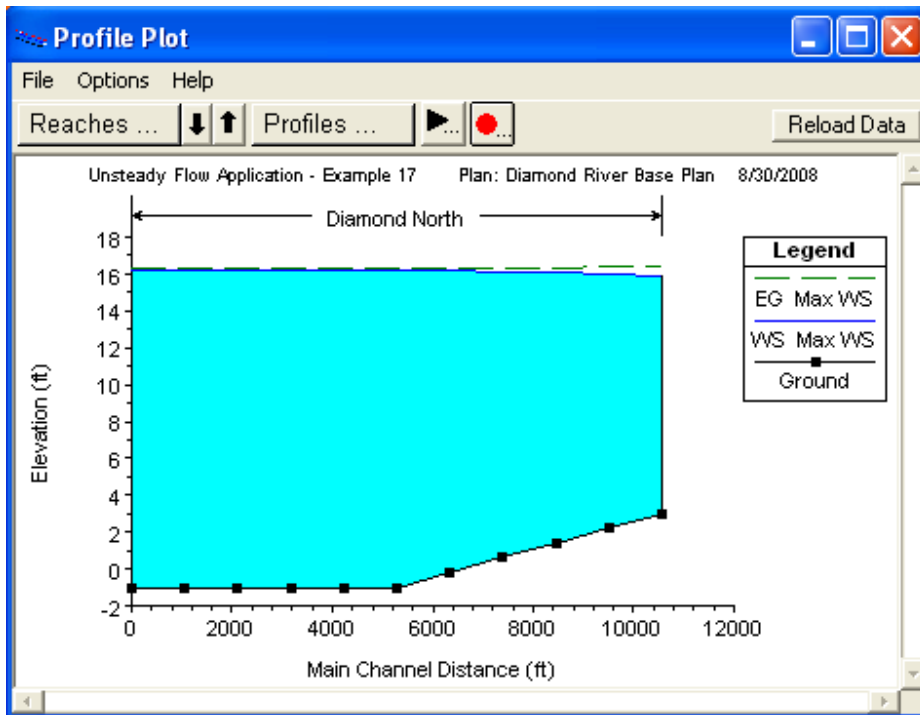 Profile Plot
File Options Help
Reaches ... Profiles ... ... ... Reload Data
Unsteady Flow Application - Example 17 Plan: Diamond River Base Plan 8/30/2008
Diamond North
18
16
14
12
10
8
6
4
2
0
-2
Elevation (ft)
0 2000 4000 6000 8000 10000 12000
Main Channel Distance (ft)
Legend
EG Max WS
WS Max WS
Ground